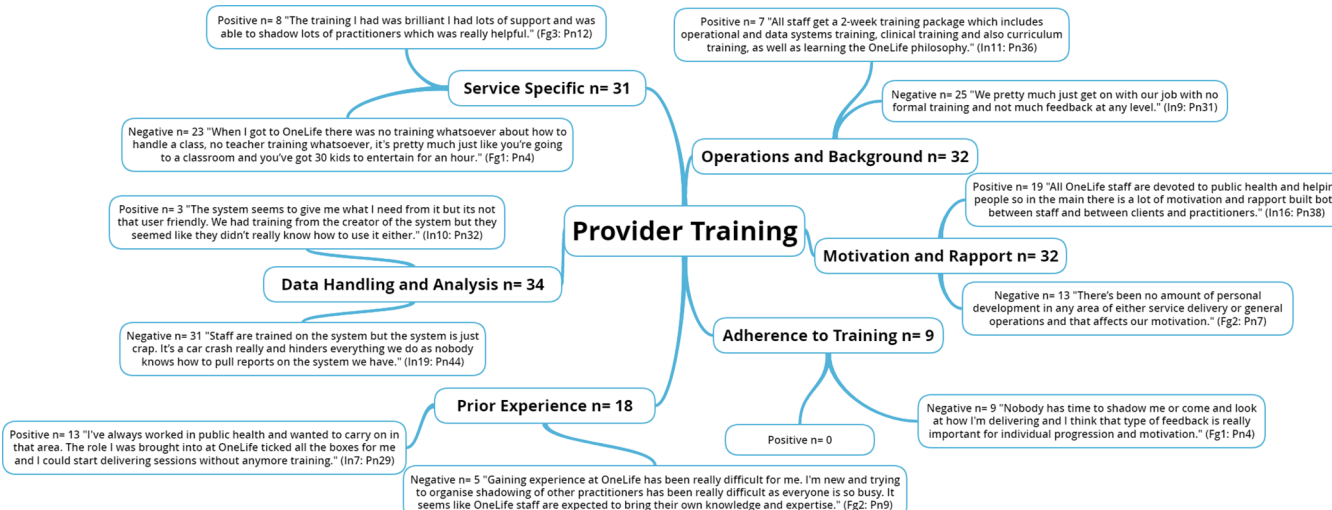 Positive n= 8 "The training I had was brilliant I had lots of support and was
able to shadow lots of practitioners which was really helpful." (Fg3: Pn12)
Service Specific n= 31
Negative n= 23 "When I got to OneLife there was no training whatsoever about how to
handle a class, no teacher training whatsoever, it's pretty much just like you're going
to a classroom and you've got 30 kids to entertain for an hour." (Fg1: Pn4)
Positive n= 3 "The system seems to give me what I need from it but its not
that user friendly. We had training from the creator of the system but they
seemed like they didn't really know how to use it either." (In10: Pn32)
Data Handling and Analysis n= 34
Negative n= 31 "Staff are trained on the system but the system is just
crap. It's a car crash really and hinders everything we do as nobody
knows how to pull reports on the system we have." (In19: Pn44)
Prior Experience n= 18
Positive n= 13 "I've always worked in public health and wanted to carry on in
that area. The role I was brought into at OneLife ticked all the boxes for me
and I could start delivering sessions without anymore training." (In7: Pn29)
Negative n= 5 "Gaining experience at OneLife has been really difficult for me. I'm new and trying
to organise shadowing of other practitioners has been really difficult as everyone is so busy. It
seems like OneLife staff are expected to bring their own knowledge and expertise." (Fg2: Pn9)
Provider Training
Positive n= 7 "All staff get a 2-week training package which includes
operational and data systems training, clinical training and also curriculum
training, as well as learning the OneLife philosophy." (In11: Pn36)
Negative n= 25 "We pretty much just get on with our job with no
formal training and not much feedback at any level." (In9: Pn31)
Operations and Background n= 32
Positive n= 19 "All OneLife staff are devoted to public health and
people so in the main there is a lot of motivation and rapport built
between staff and between clients and practitioners." (In16: Pn38)
Motivation and Rapport n= 32
Negative n= 13 "There's been no amount of personal
development in any area of either service delivery or general
operations and that affects our motivation." (Fg2: Pn7)
Adherence to Training n= 9
Positive n= 0
Negative n= 9 "Nobody has time to shadow me or come and look
at how I'm delivering and I think that type of feedback is really
important for individual progression and motivation." (Fg1: Pn4)